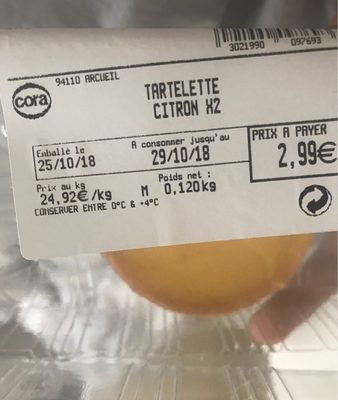 3021990 097693
94110 ARCUEIL
cora
TARTELETTE
CITRON X2
Emballé le
25/10/18
A consommer jusqu'au
29/10/18
PRIX A PAYER
2,99€
Prix au kg
24,92€/kg
Poids net :
M 0,120kg
CONSERVER ENTRE 0°C & +4°C